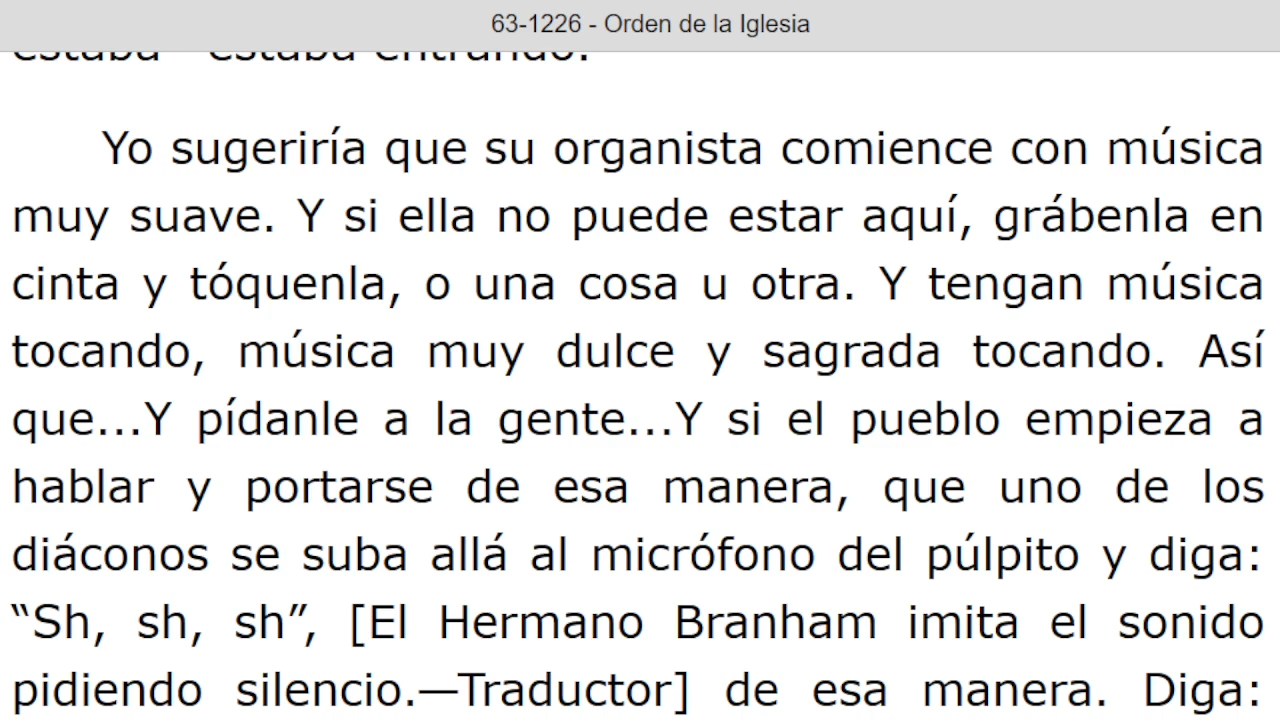 63-1226 - Orden de la Iglesia
estaba—estaba entrando.
Yo sugeriría que su organista comience con música
muy suave. Y si ella no puede estar aquí, grábenla en
cinta y tóquenla, o una cosa u otra. Y tengan música
tocando, música muy dulce y sagrada tocando. Así
que...Y pídanle a la gente...Y si el pueblo empieza a
hablar y portarse de esa manera, que uno de los
diáconos se suba allá al micrófono del púlpito y diga:
“Sh, sh, sh”, [El Hermano Branham imita el sonido
pidiendo silencio.—Traductor] de esa manera. Diga: